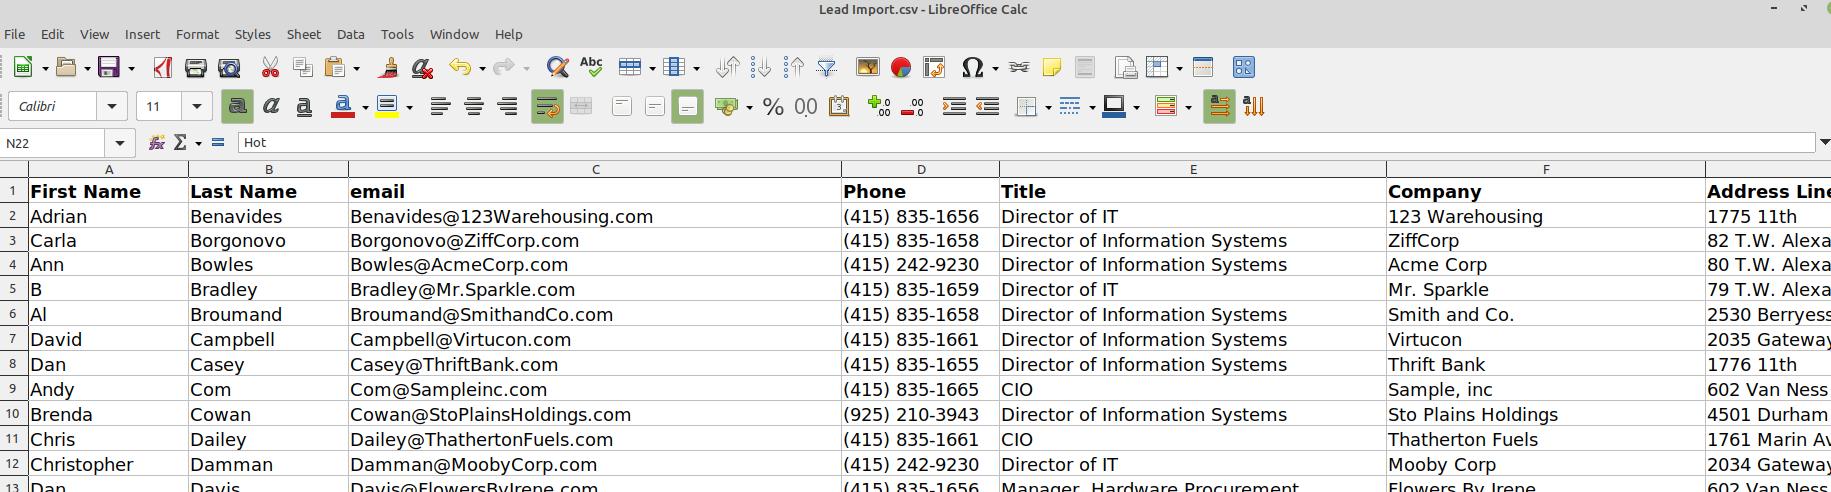 Lead Import.csv - LibreOffice Calc
File Edit View Insert Format Styles Sheet Data Tools Window Help
Abc
Calibri 11 a a a a % 00 .00 .00
N22 fx Σ = Hot
A B C D E F
1 First Name Last Name email Phone Title Company Address Line
2 Adrian Benavides Benavides@123Warehousing.com (415) 835-1656 Director of IT 123 Warehousing 1775 11th
3 Carla Borgonovo Borgonovo@ZiffCorp.com (415) 835-1658 Director of Information Systems ZiffCorp 82 T.W. Alexa
4 Ann Bowles Bowles@AcmeCorp.com (415) 242-9230 Director of Information Systems Acme Corp 80 T.W. Alexa
5 B Bradley Bradley@Mr.Sparkle.com (415) 835-1659 Director of IT Mr. Sparkle 79 T.W. Alexa
6 Al Broumand Broumand@SmithandCo.com (415) 835-1658 Director of Information Systems Smith and Co. 2530 Berryess
7 David Campbell Campbell@Virtucon.com (415) 835-1661 Director of Information Systems Virtucon 2035 Gateway
8 Dan Casey Casey@ThriftBank.com (415) 835-1655 Director of Information Systems Thrift Bank 1776 11th
9 Andy Com Com@Sampleinc.com (415) 835-1665 CIO Sample, inc 602 Van Ness
10 Brenda Cowan Cowan@StoPlainsHoldings.com (925) 210-3943 Director of Information Systems Sto Plains Holdings 4501 Durham
11 Chris Dailey Dailey@ThathertonFuels.com (415) 835-1661 CIO Thatherton Fuels 1761 Marin Av
12 Christopher Damman Damman@MoobyCorp.com (415) 242-9230 Director of IT Mooby Corp 2034 Gateway
13 Dan Davis Davis@FlowersByIrene.com (415) 835-1656 Manager, Hardware Procurement Flowers By Irene 602 Van Ness